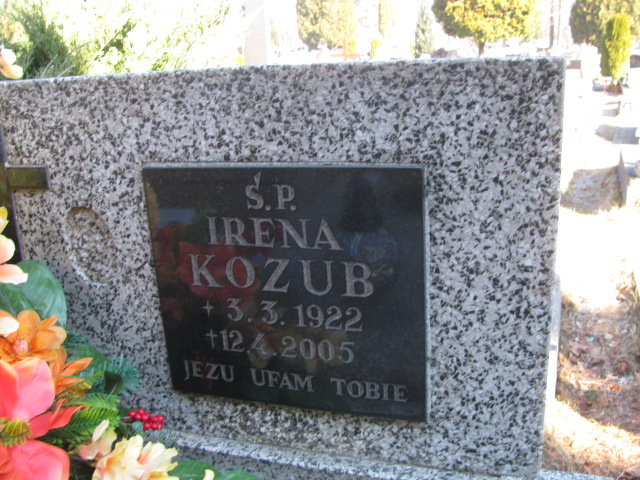 Ś.P.
IRENA
KOZUB
+ 3.3.1922
+12.4.2005
JEZU UFAM TOBIE